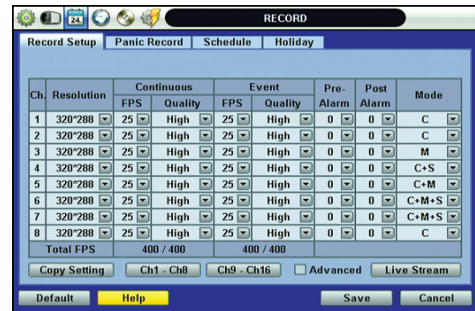 24
RECORD
Record Setup Panic Record Schedule Holiday
Ch. Resolution Continuous Event Pre-Alarm Post Alarm Mode
FPS Quality FPS Quality
1 320*288 25 High 25 High 0 0 C
2 320*288 25 High 25 High 0 0 C
3 320*288 25 High 25 High 0 0 M
4 320*288 25 High 25 High 0 0 C+S
5 320*288 25 High 25 High 0 0 C+M
6 320*288 25 High 25 High 0 0 C+M+S
7 320*288 25 High 25 High 0 0 C+M+S
8 320*288 25 High 25 High 0 0 C
Total FPS 400 / 400 400 / 400
Copy Setting Ch1 - Ch8 Ch9 - Ch16 Advanced Live Stream
Default Help Save Cancel